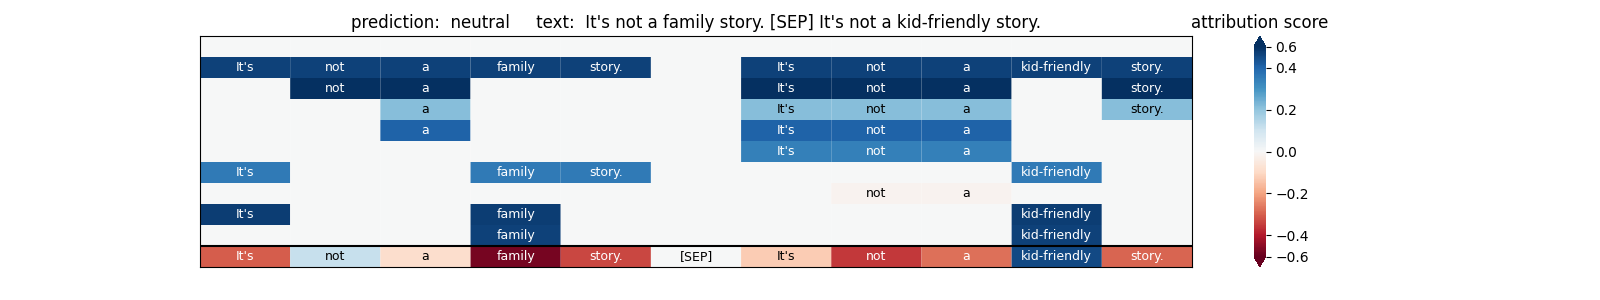 prediction:  neutral     text:  It's not a family story. [SEP] It's not a kid-friendly story.
attribution score
It's not a family story. It's not a kid-friendly story.
not a It's not a story.
a It's not a story.
a It's not a
It's not a
It's family story. kid-friendly
not a
It's family kid-friendly
family kid-friendly
It's not a family story. [SEP] It's not a kid-friendly story.
0.6
0.4
0.2
0.0
−0.2
−0.4
−0.6